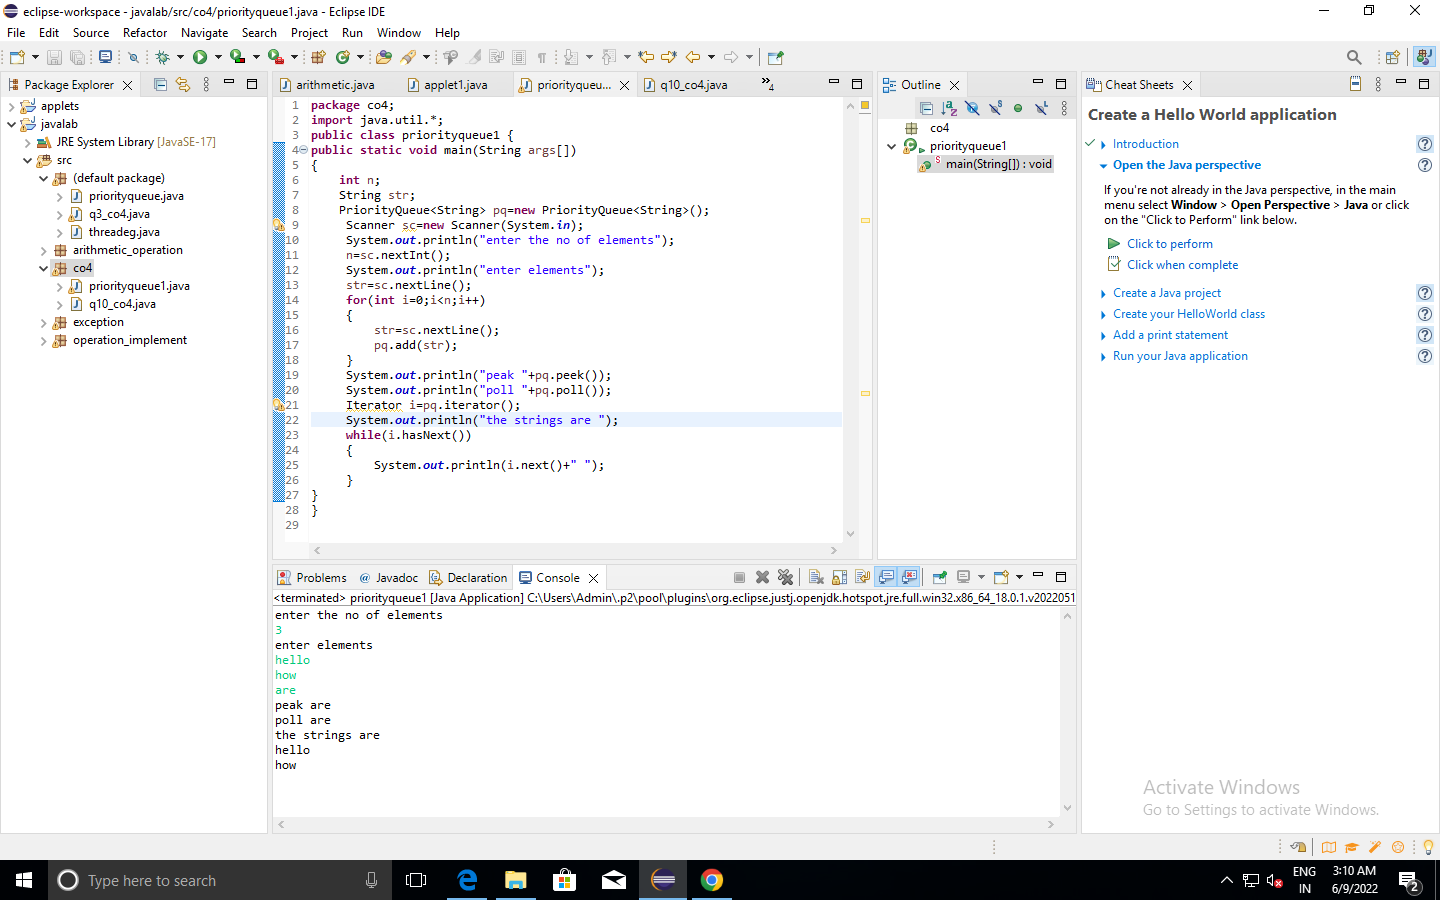 eclipse-workspace - javalab/src/co4/priorityqueue1.java - Eclipse IDE
File Edit Source Refactor Navigate Search Project Run Window Help
Package Explorer
applets
javalab
JRE System Library [JavaSE-17]
src
(default package)
priorityqueue.java
q3_co4.java
threadeg.java
arithmetic_operation
co4
priorityqueue1.java
q10_co4.java
exception
operation_implement
arithmetic.java applet1.java priorityqueu... q10_co4.java 4
1 package co4;
2 import java.util.*;
3 public class priorityqueue1 {
4 public static void main(String args[])
5 {
6 int n;
7 String str;
8 PriorityQueue<String> pq=new PriorityQueue<String>();
9 Scanner sc=new Scanner(System.in);
10 System.out.println("enter the no of elements");
11 n=sc.nextInt();
12 System.out.println("enter elements");
13 str=sc.nextLine();
14 for(int i=0;i<n;i++)
15 {
16 str=sc.nextLine();
17 pq.add(str);
18 }
19 System.out.println("peak "+pq.peek());
20 System.out.println("poll "+pq.poll());
21 Iterator i=pq.iterator();
22 System.out.println("the strings are ");
23 while(i.hasNext())
24 {
25 System.out.println(i.next()+" ");
26 }
27 }
28 }
29
Outline
co4
priorityqueue1
main(String[]) : void
Cheat Sheets
Create a Hello World application
Introduction
Open the Java perspective
If you're not already in the Java perspective, in the main
menu select Window > Open Perspective > Java or click
on the "Click to Perform" link below.
Click to perform
Click when complete
Create a Java project
Create your HelloWorld class
Add a print statement
Run your Java application
Problems @ Javadoc Declaration Console
<terminated> priorityqueue1 [Java Application] C:\Users\Admin\.p2\pool\plugins\org.eclipse.justj.openjdk.hotspot.jre.full.win32.x86_64_18.0.1.v2022051
enter the no of elements
3
enter elements
hello
how
are
peak are
poll are
the strings are
hello
how
Activate Windows
Go to Settings to activate Windows.
Type here to search
ENG
IN
3:10 AM
6/9/2022
2